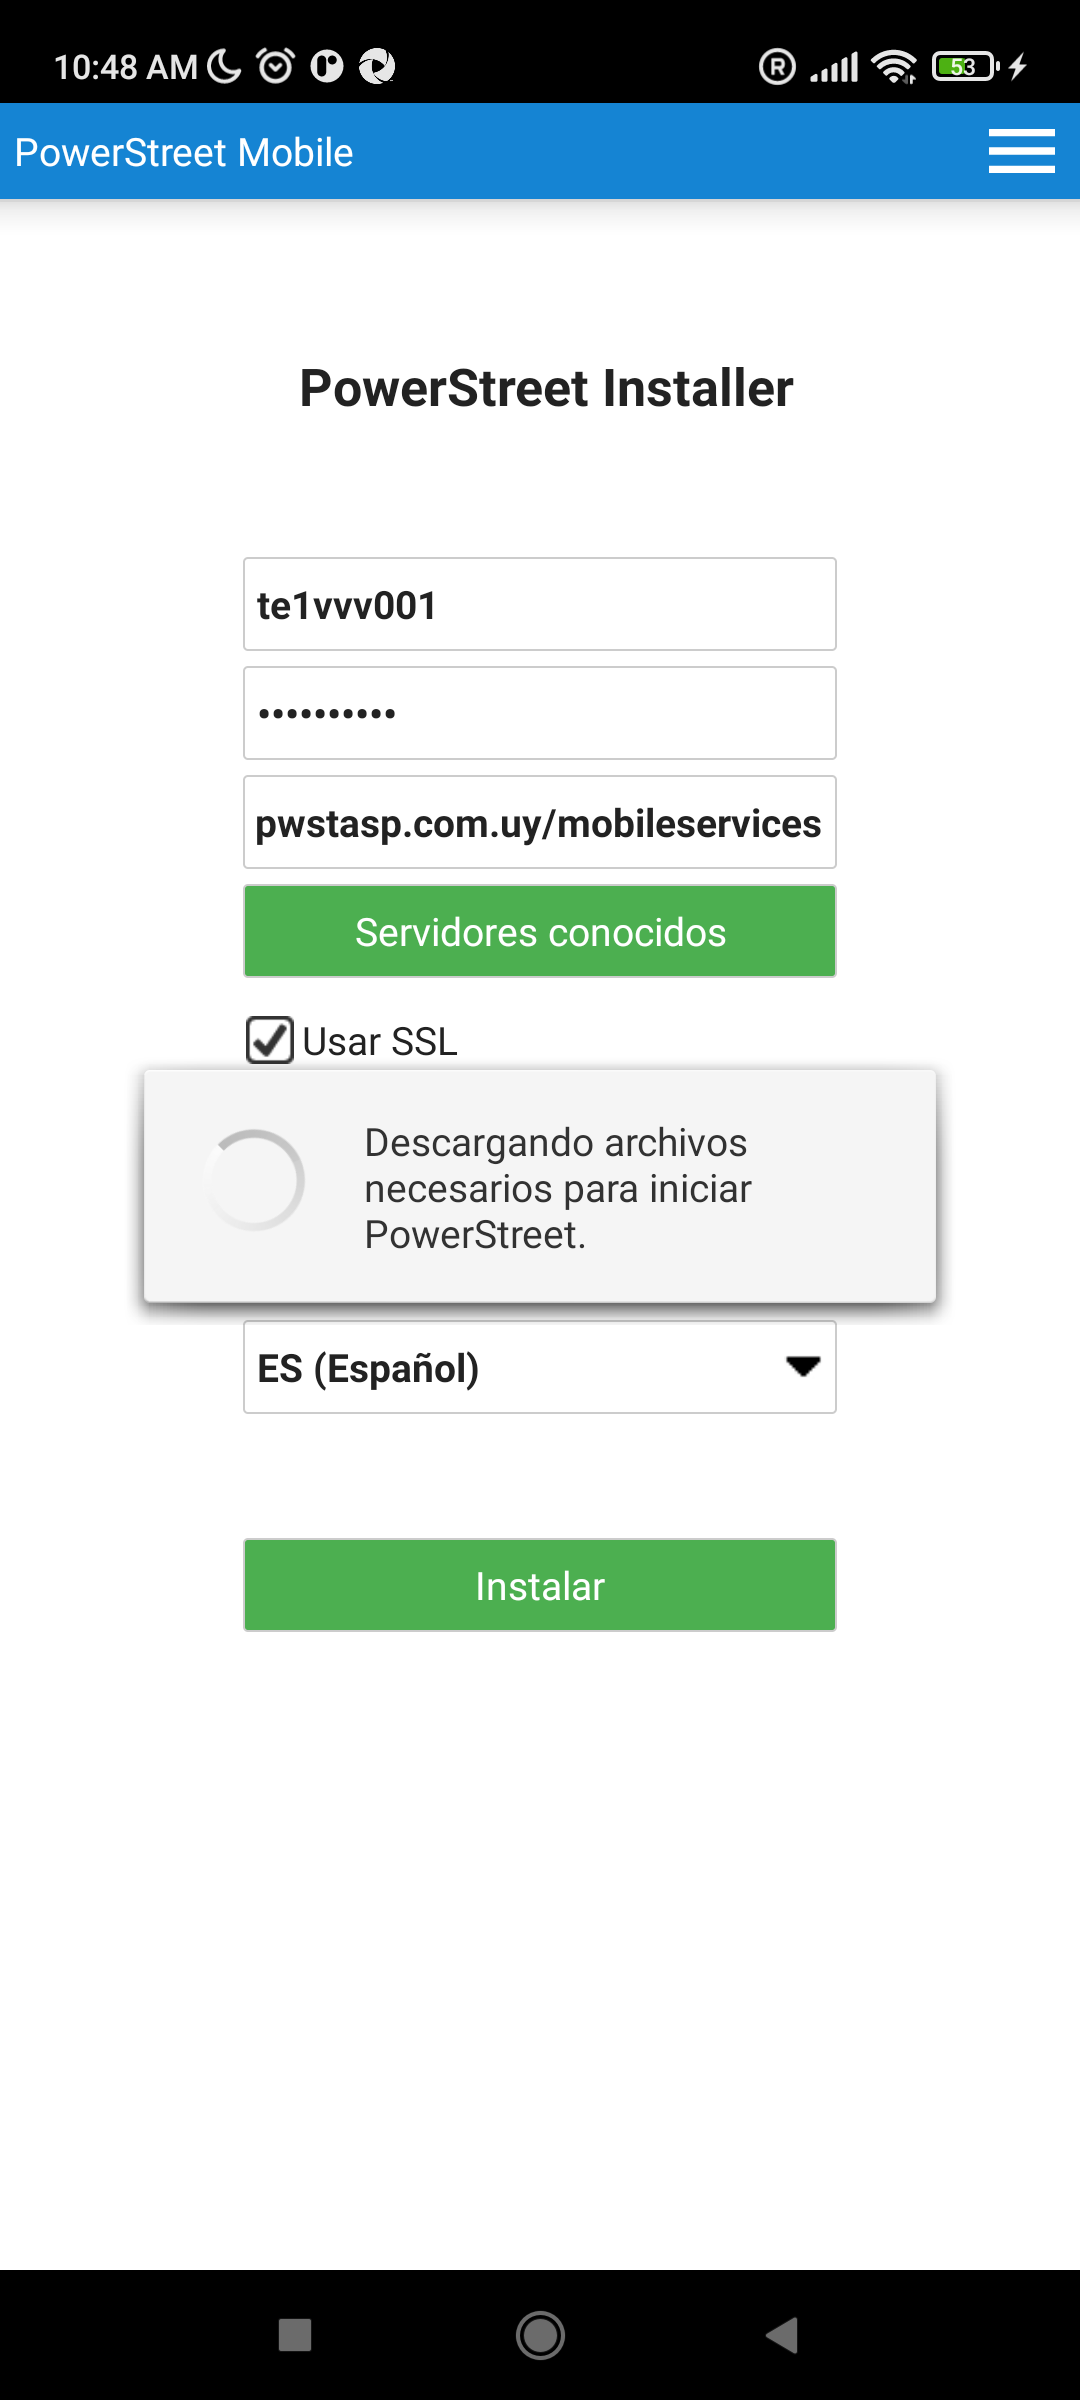 10:48 AM
53
PowerStreet Mobile
PowerStreet Installer
te1vvv001
••••••••••
pwstasp.com.uy/mobileservices
Servidores conocidos
Usar SSL
Descargando archivos
necesarios para iniciar
PowerStreet.
ES (Español)
Instalar